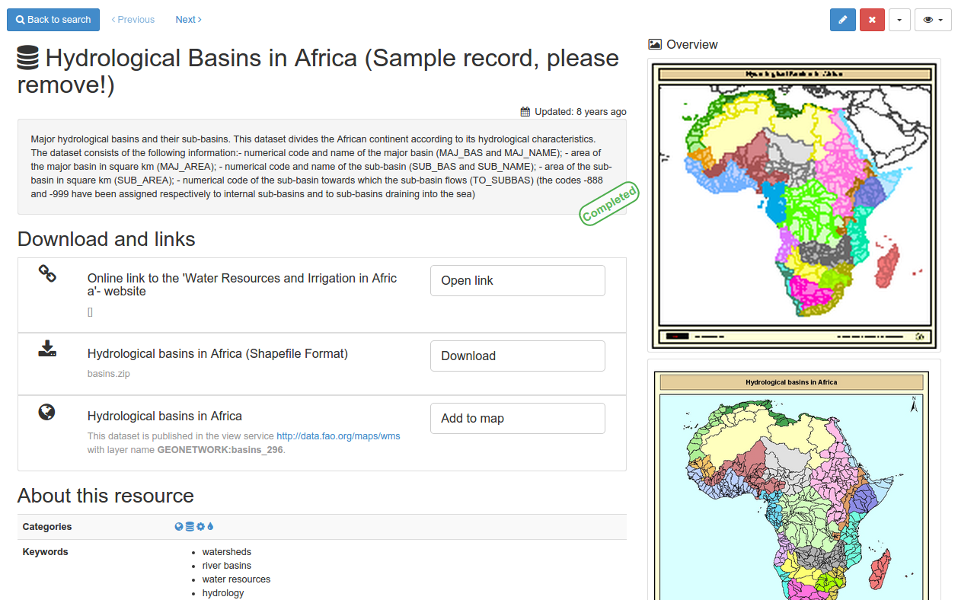 Back to search
Previous
Next
Hydrological Basins in Africa (Sample record, please
remove!)
Updated: 8 years ago
Major hydrological basins and their sub-basins. This dataset divides the African continent according to its hydrological characteristics.
The dataset consists of the following information:- numerical code and name of the major basin (MAJ_BAS and MAJ_NAME); - area of
the major basin in square km (MAJ_AREA); - numerical code and name of the sub-basin (SUB_BAS and SUB_NAME); - area of the sub-
basin in square km (SUB_AREA); - numerical code of the sub-basin towards which the sub-basin flows (TO_SUBBAS) (the codes -888
and -999 have been assigned respectively to internal sub-basins and to sub-basins draining into the sea)
Completed
Download and links
Online link to the 'Water Resources and Irrigation in Afric
a'- website
[]
Open link
Hydrological basins in Africa (Shapefile Format)
basins.zip
Download
Hydrological basins in Africa
This dataset is published in the view service http://data.fao.org/maps/wms
with layer name GEONETWORK:basins_296.
Add to map
About this resource
Categories
Keywords
watersheds
river basins
water resources
hydrology
Overview
Hydrological basins in Africa
N